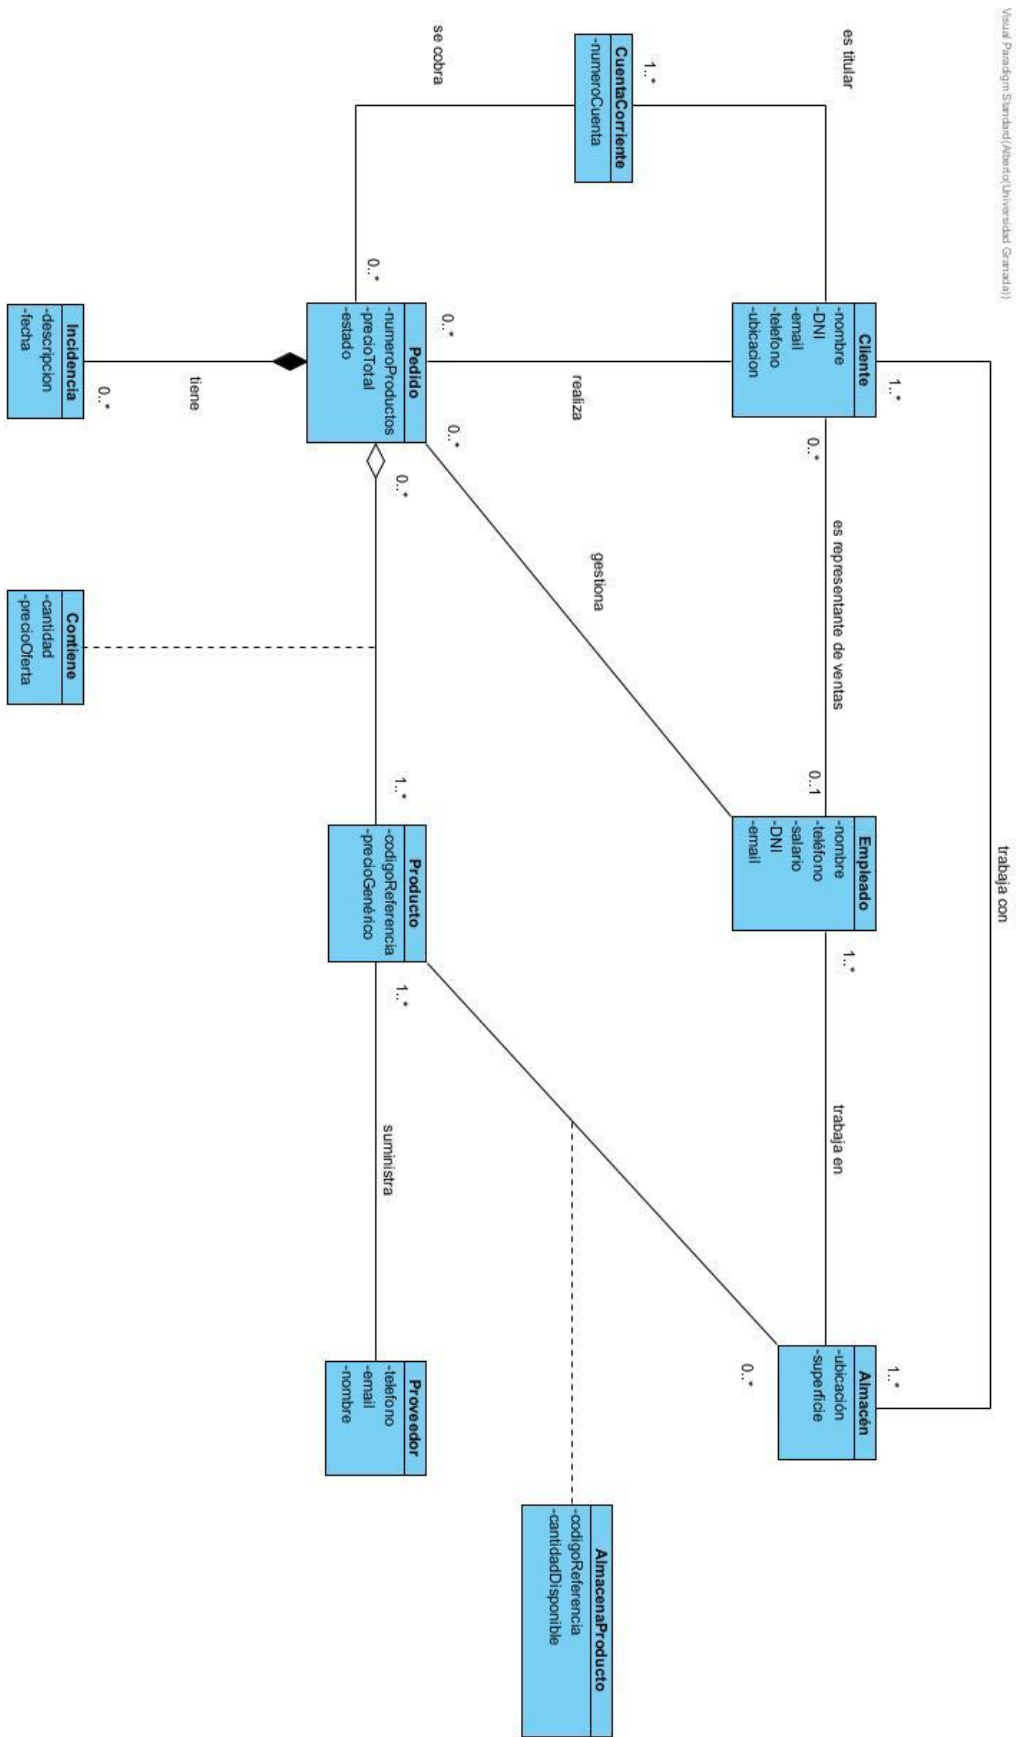 Visual Paradigm Standard(Alberto(Universidad Granada))
trabaja con
es titular
1..*
CuentaCorriente
-numeroCuenta
se cobra
Cliente
-nombre
-DNI
-email
-telefono
-ubicacion
1..*
0..*
es representante de ventas
0..1
Empleado
-nombre
-teléfono
-salario
-DNI
-email
1..*
trabaja en
1..*
Almacén
-ubicación
-superficie
0..*
realiza
gestiona
0..*
0..*
0..*
Pedido
-numeroProductos
-precioTotal
-estado
0..*
1..*
Producto
-codigoReferencia
-precioGenérico
1..*
suministra
Proveedor
-telefono
-email
-nombre
AlmacenaProducto
-codigoReferencia
-cantidadDisponible
tiene
0..*
Incidencia
-descripcion
-fecha
Contiene
-cantidad
-precioOferta